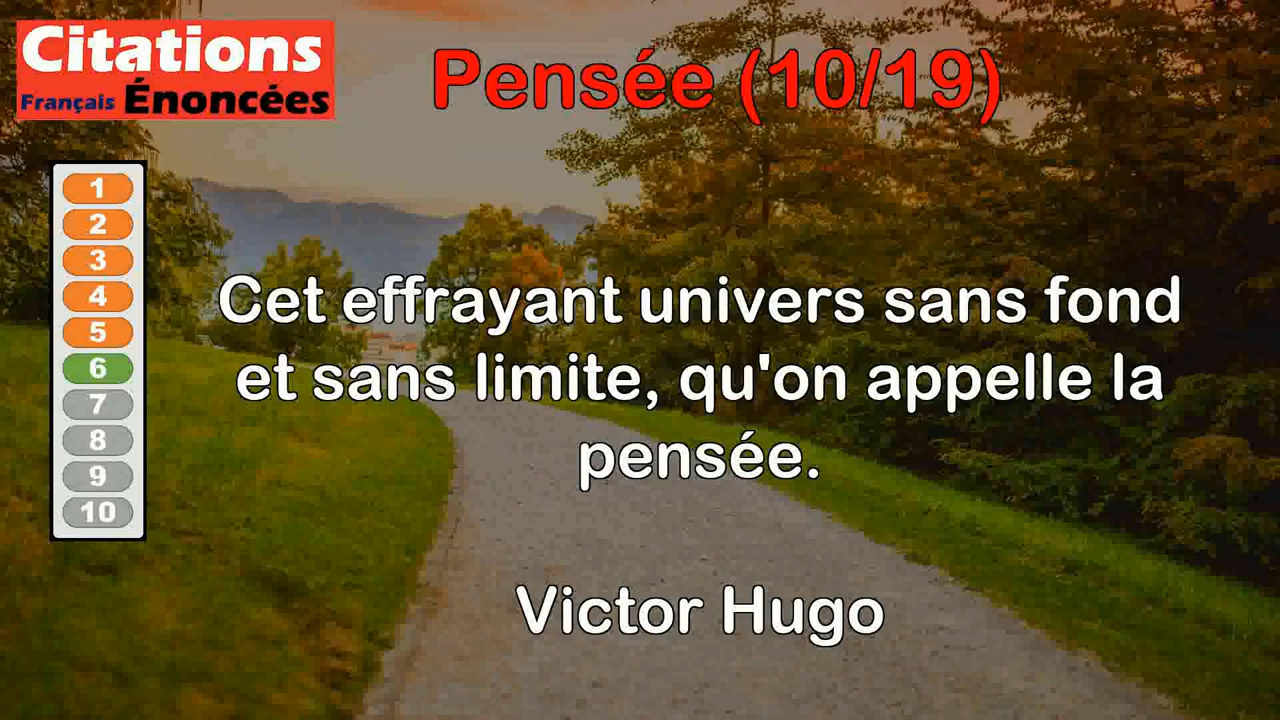 Citations
Français Énoncées
Pensée (10/19)
1
2
3
4
5
6
7
8
9
10
Cet effrayant univers sans fond
et sans limite, qu'on appelle la
pensée.
Victor Hugo